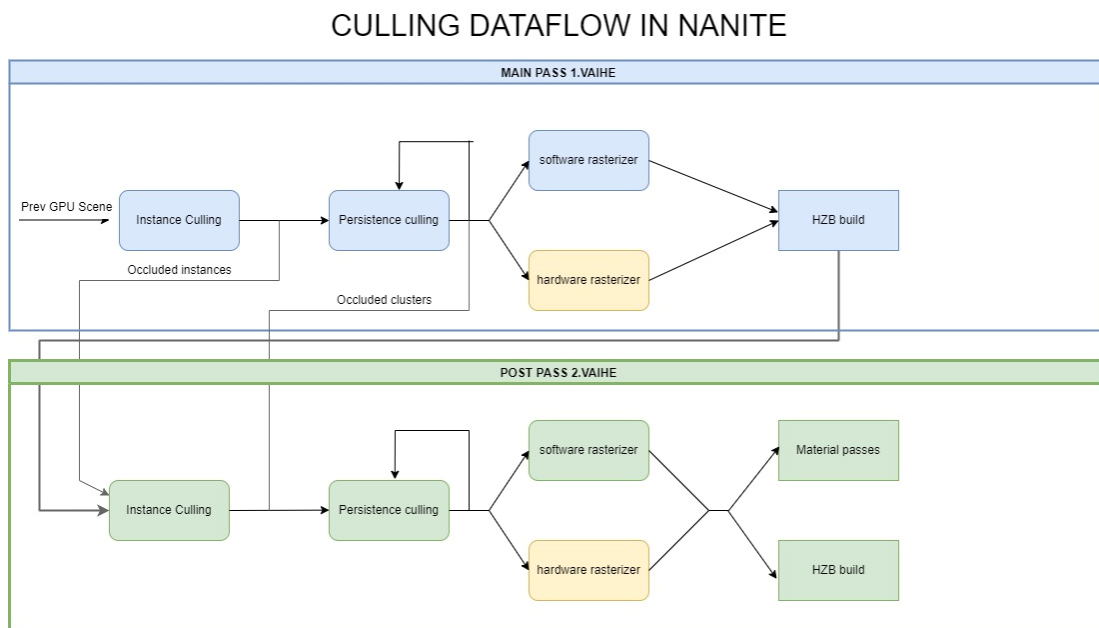 CULLING DATAFLOW IN NANITE
MAIN PASS 1.VAIHE
software rasterizer
Prev GPU Scene
Instance Culling
Persistence culling
HZB build
Occluded instances
hardware rasterizer
Occluded clusters
POST PASS 2.VAIHE
software rasterizer
Material passes
Instance Culling
Persistence culling
hardware rasterizer
HZB build